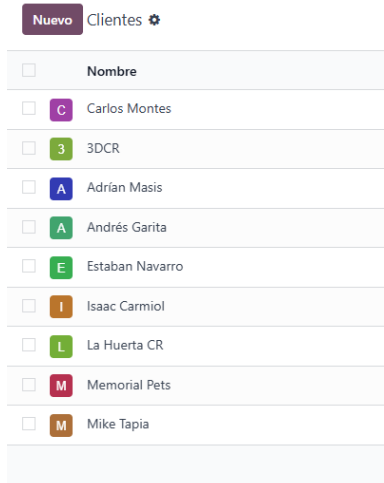 Nuevo Clientes
Nombre
C Carlos Montes
3 3DCR
A Adrían Masis
A Andrés Garita
E Estaban Navarro
I Isaac Carmiol
L La Huerta CR
M Memorial Pets
M Mike Tapia